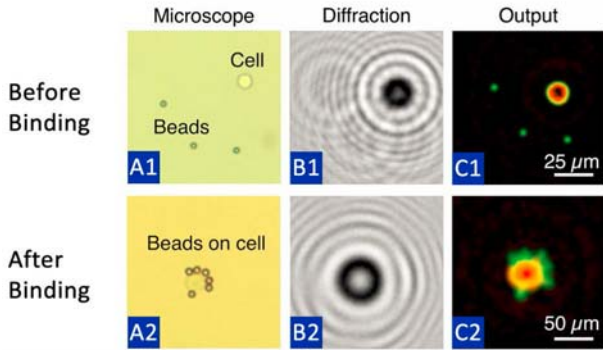 Microscope Diffraction Output
Before
Binding
Cell
Beads
A1
B1
C1
25 μm
After
Binding
Beads on cell
A2
B2
C2
50 μm